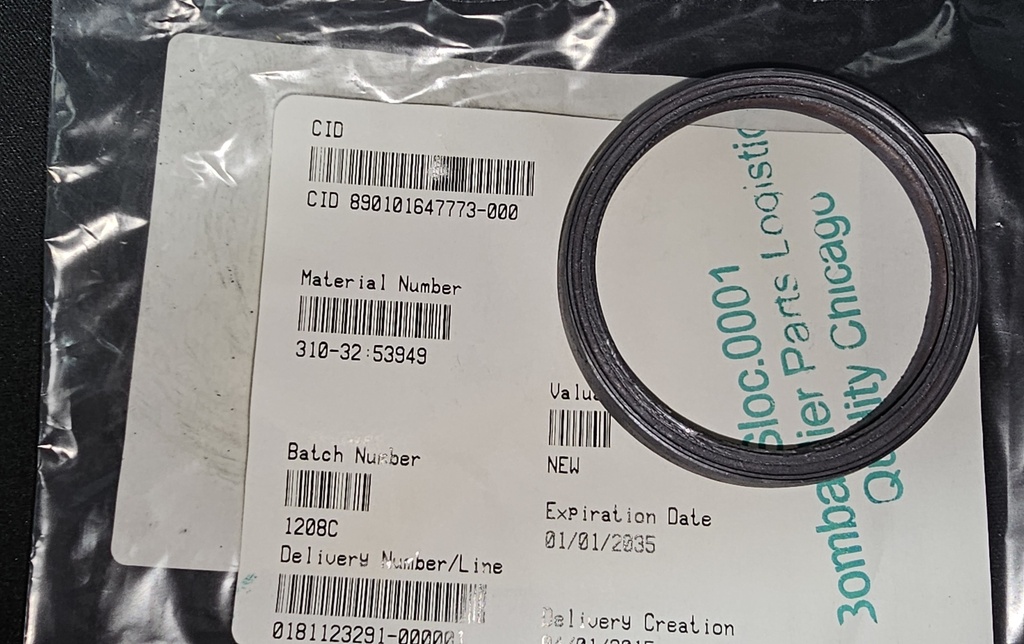 CID
CID 890101647773-000
Material Number
310-32:53949
Batch Number
1208C
Delivery Number/Line
Valu
NEW
Expiration Date
01/01/2035
Delivery Creation
Sloc.0001
Parts Logistic
Quality Chicago